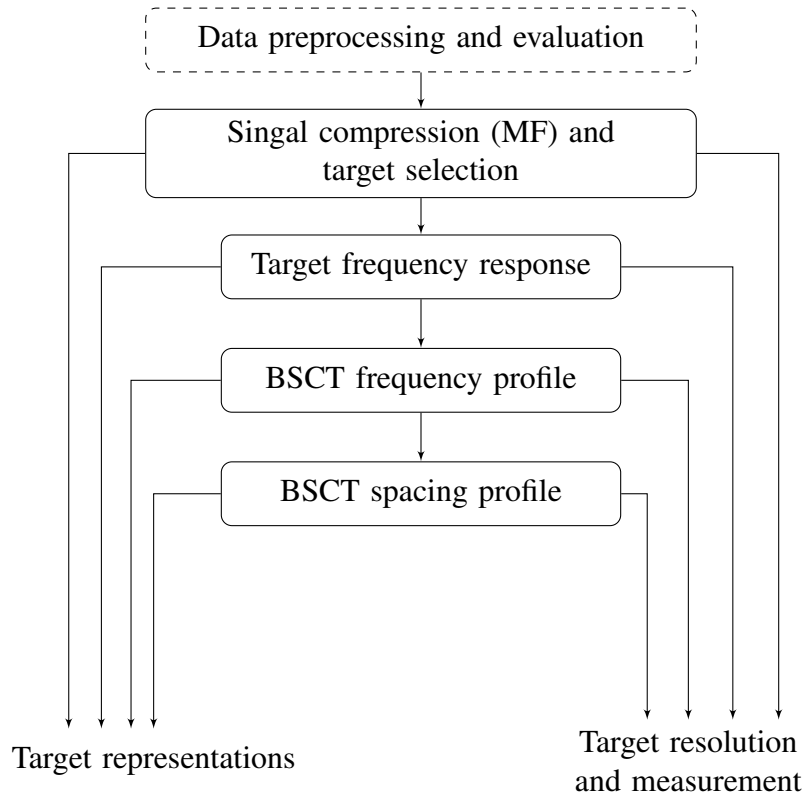 Data preprocessing and evaluation
Singal compression (MF) and
target selection
Target frequency response
BSCT frequency profile
BSCT spacing profile
Target representations
Target resolution
and measurement